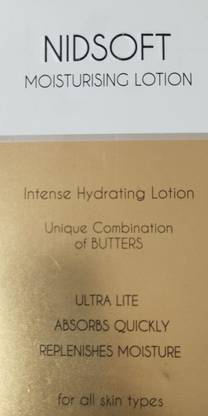 NIDSOFT
MOISTURISING LOTION
Intense Hydrating Lotion
Unique Combination
of BUTTERS
ULTRA LITE
ABSORBS QUICKLY
REPLENISHES MOISTURE
for all skin types